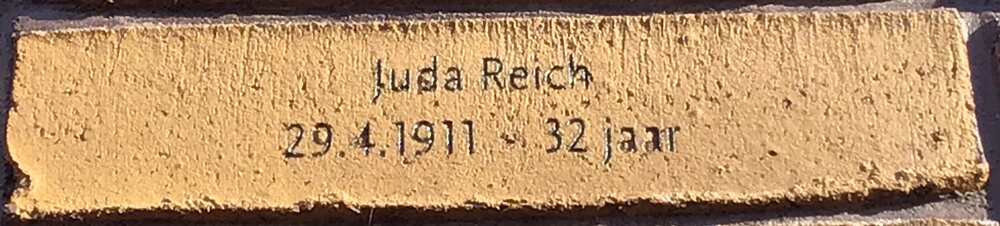 Juda Reich
29.4.1911 - 32 jaar